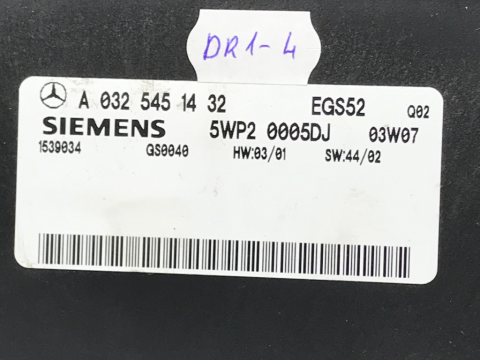 DR1-4
A 032 545 14 32 EGS52 Q02
SIEMENS 5WP2 0005DJ 03W07
1539034 GS0040 HW:03/01 SW:44/02